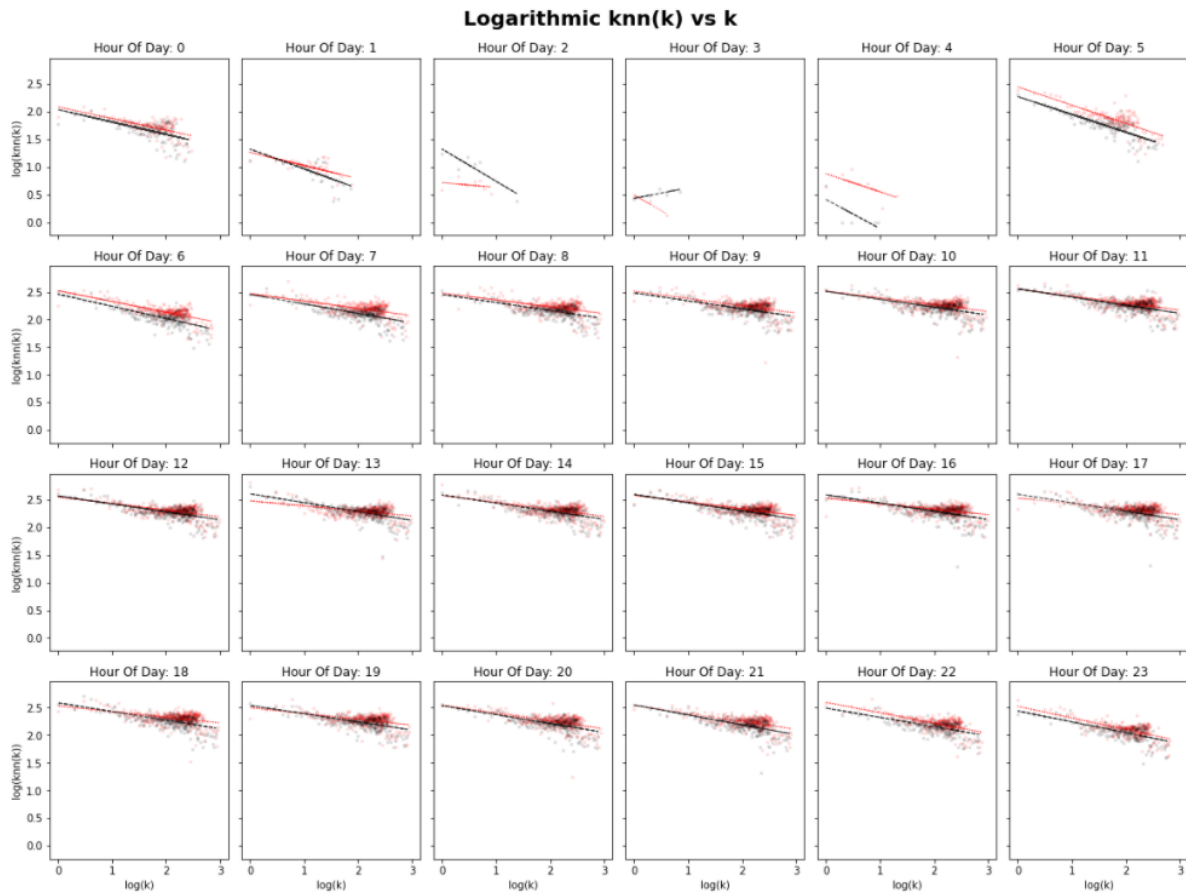 Logarithmic knn(k) vs k
Hour Of Day: 0 Hour Of Day: 1 Hour Of Day: 2 Hour Of Day: 3 Hour Of Day: 4 Hour Of Day: 5
2.5
2.0
1.5
1.0
0.5
0.0
log(knn(k))
Hour Of Day: 6 Hour Of Day: 7 Hour Of Day: 8 Hour Of Day: 9 Hour Of Day: 10 Hour Of Day: 11
2.5
2.0
1.5
1.0
0.5
0.0
log(knn(k))
Hour Of Day: 12 Hour Of Day: 13 Hour Of Day: 14 Hour Of Day: 15 Hour Of Day: 16 Hour Of Day: 17
2.5
2.0
1.5
1.0
0.5
0.0
log(knn(k))
Hour Of Day: 18 Hour Of Day: 19 Hour Of Day: 20 Hour Of Day: 21 Hour Of Day: 22 Hour Of Day: 23
2.5
2.0
1.5
1.0
0.5
0.0
log(knn(k))
0 1 2 3 0 1 2 3 0 1 2 3 0 1 2 3 0 1 2 3 0 1 2 3
log(k) log(k) log(k) log(k) log(k) log(k)